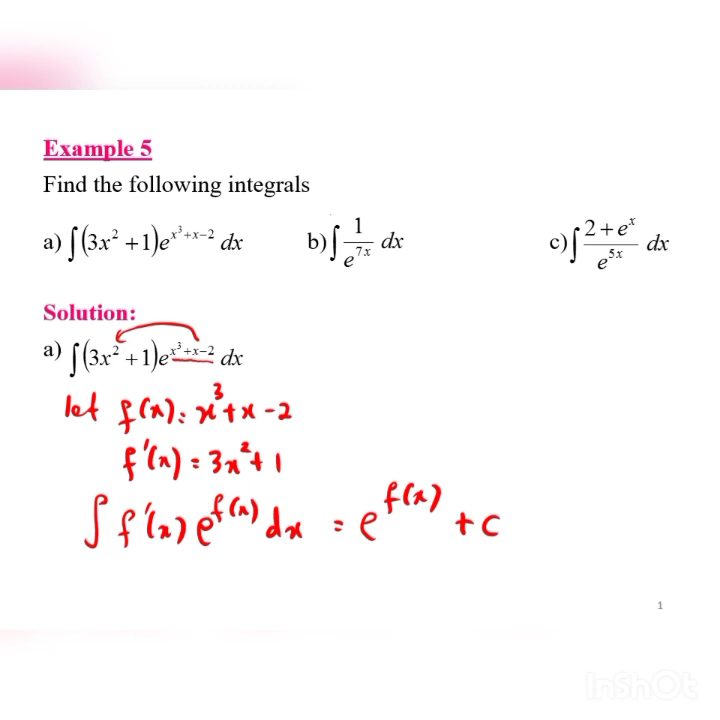 Example 5
Find the following integrals
a) ∫(3x² + 1)e^(x³+x−2) dx b) ∫ 1/e^(7x) dx c) ∫ (2 + e^x)/e^(5x) dx
Solution:
a) ∫(3x² + 1)e^(x³+x−2) dx
let f(x) = x³ + x - 2
f'(x) = 3x² + 1
∫ f'(x) e^(f(x)) dx = e^(f(x)) + c
1
InShOt